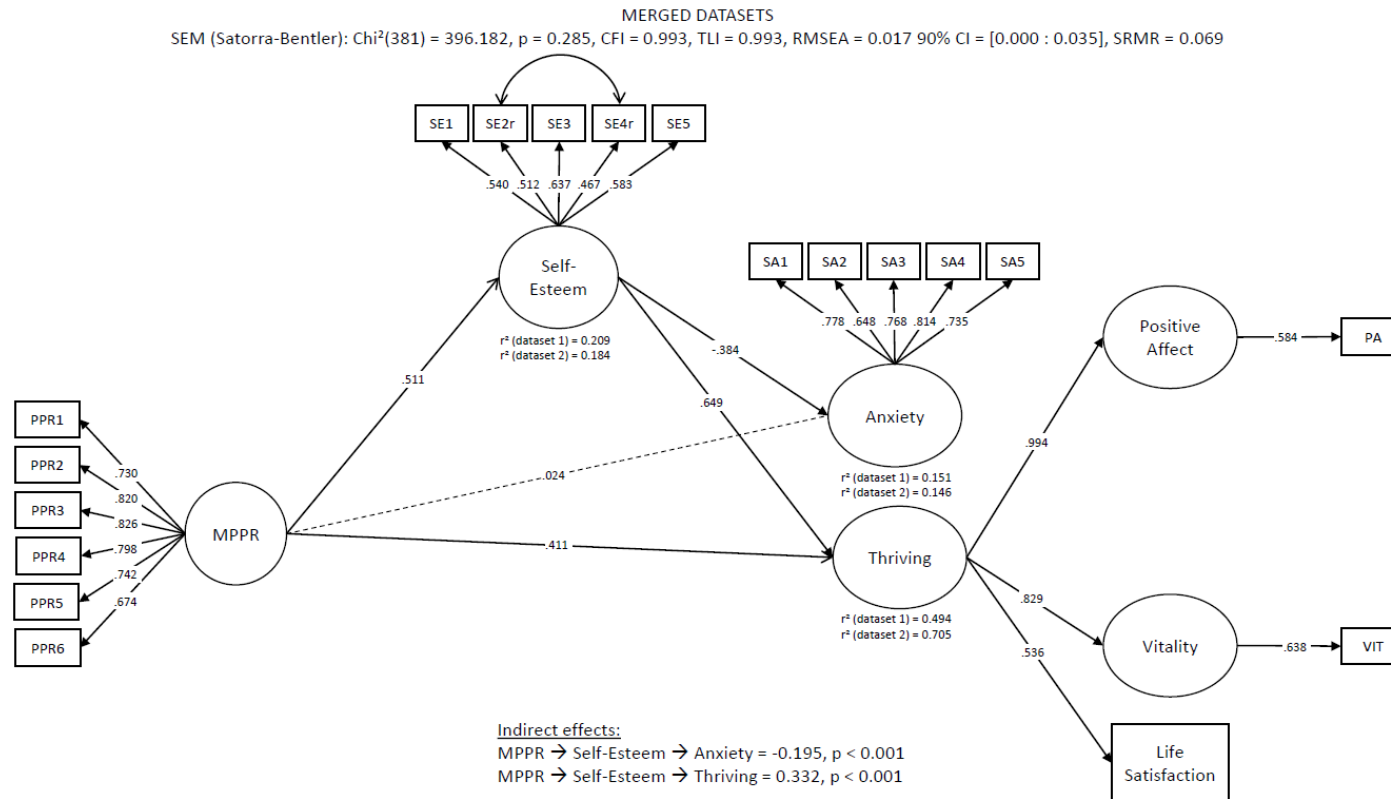 MERGED DATASETS
SEM (Satorra-Bentler): Chi²(381) = 396.182, p = 0.285, CFI = 0.993, TLI = 0.993, RMSEA = 0.017 90% CI = [0.000 : 0.035], SRMR = 0.069
SE1 SE2r SE3 SE4r SE5
.540 .512 .637 .467 .583
Self-
Esteem
r² (dataset 1) = 0.209
r² (dataset 2) = 0.184
SA1 SA2 SA3 SA4 SA5
.778 .648 .768 .814 .735
Anxiety
r² (dataset 1) = 0.151
r² (dataset 2) = 0.146
Positive
Affect
.584
PA
.511
-.384
.649
.024
.411
.994
PPR1
PPR2
PPR3
PPR4
PPR5
PPR6
.730
.820
.826
.798
.742
.674
MPPR
Thriving
r² (dataset 1) = 0.494
r² (dataset 2) = 0.705
.829
.536
Vitality
.638
VIT
Life
Satisfaction
Indirect effects:
MPPR → Self-Esteem → Anxiety = -0.195, p < 0.001
MPPR → Self-Esteem → Thriving = 0.332, p < 0.001